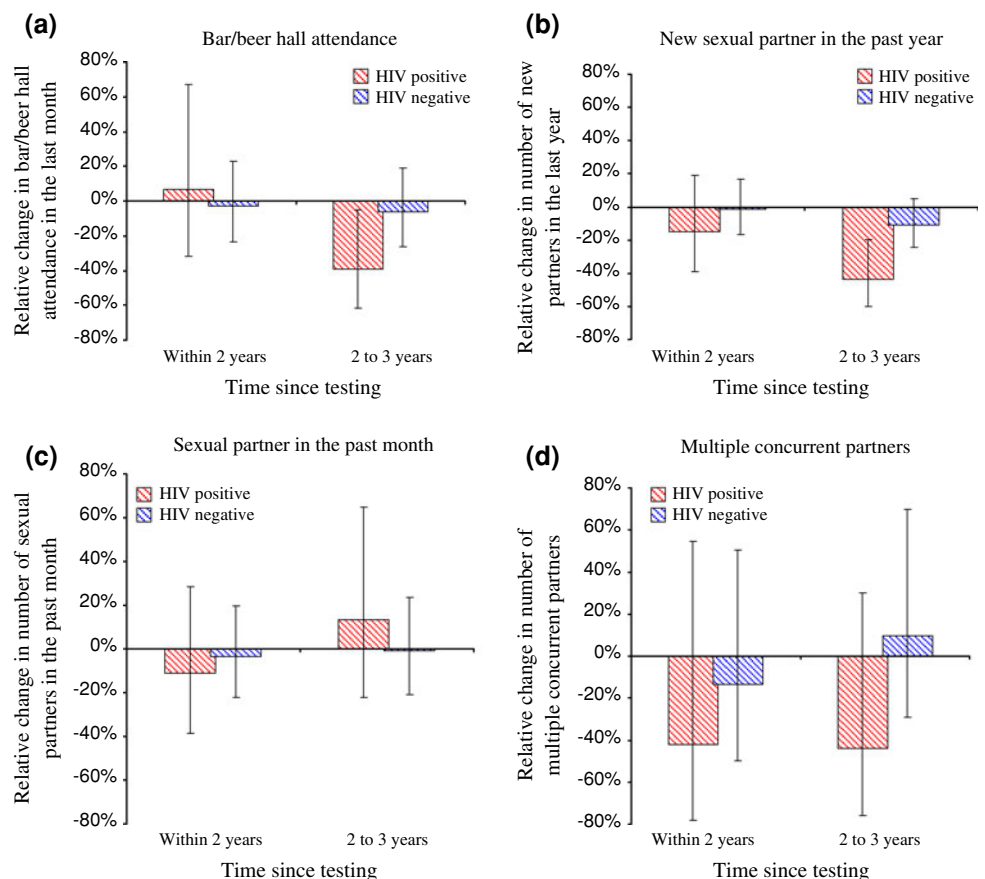 (a)
Bar/beer hall attendance
Relative change in bar/beer hall
attendance in the last month
80%
60%
40%
20%
0%
-20%
-40%
-60%
-80%
HIV positive
HIV negative
Within 2 years
2 to 3 years
Time since testing
(b)
New sexual partner in the past year
Relative change in number of new
partners in the last year
80%
60%
40%
20%
0%
-20%
-40%
-60%
-80%
HIV positive
HIV negative
Within 2 years
2 to 3 years
Time since testing
(c)
Sexual partner in the past month
Relative change in number of sexual
partners in the past month
80%
60%
40%
20%
0%
-20%
-40%
-60%
-80%
HIV positive
HIV negative
Within 2 years
2 to 3 years
Time since testing
(d)
Multiple concurrent partners
Relative change in number of
multiple concurrent partners
80%
60%
40%
20%
0%
-20%
-40%
-60%
-80%
HIV positive
HIV negative
Within 2 years
2 to 3 years
Time since testing